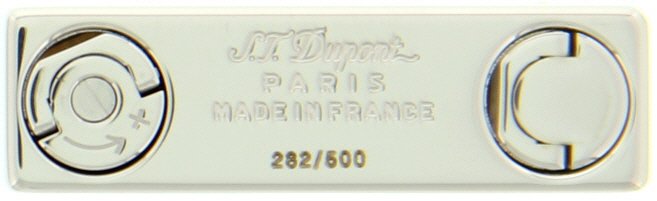 S.T. Dupont
PARIS
MADE IN FRANCE
+
282/500